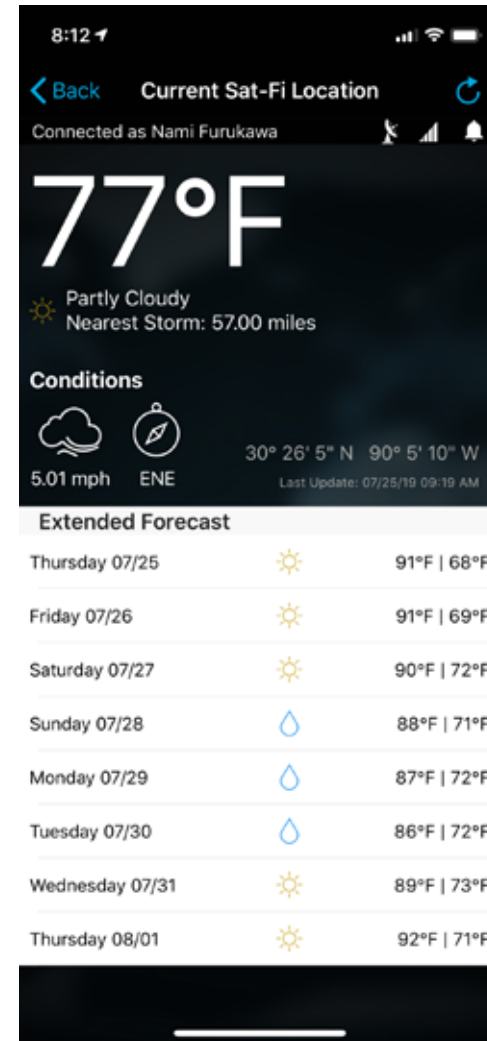 8:12
Back Current Sat-Fi Location
Connected as Nami Furukawa
77°F
Partly Cloudy
Nearest Storm: 57.00 miles
Conditions
30° 26' 5" N 90° 5' 10" W
5.01 mph ENE
Last Update: 07/25/19 09:19 AM
Extended Forecast
Thursday 07/25 91°F | 68°F
Friday 07/26 91°F | 69°F
Saturday 07/27 90°F | 72°F
Sunday 07/28 88°F | 71°F
Monday 07/29 87°F | 72°F
Tuesday 07/30 86°F | 72°F
Wednesday 07/31 89°F | 73°F
Thursday 08/01 92°F | 71°F